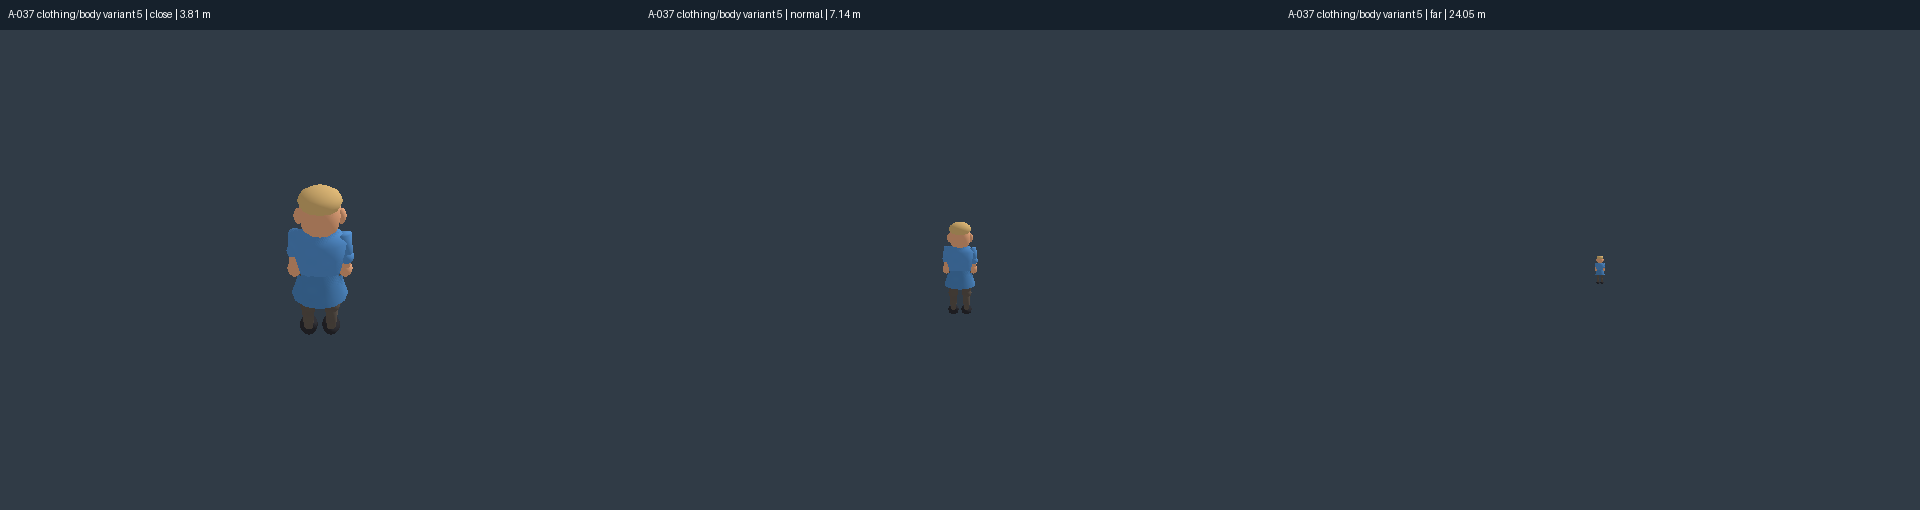 A-037 clothing/body variant 5 | close | 3.81 m
A-037 clothing/body variant 5 | normal | 7.14 m
A-037 clothing/body variant 5 | far | 24.05 m